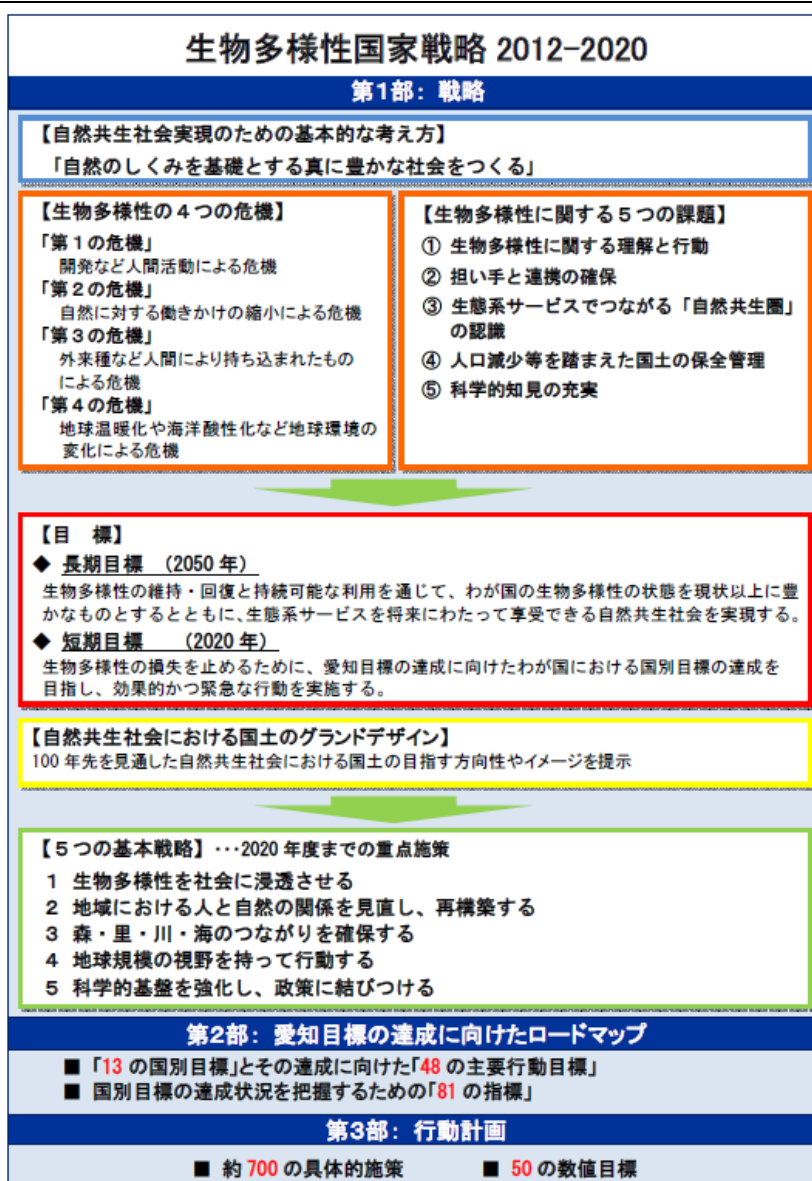 生物多様性国家戦略 2012-2020
第1部: 戦略
【自然共生社会実現のための基本的な考え方】
「自然のしくみを基礎とする真に豊かな社会をつくる」
【生物多様性の４つの危機】
「第１の危機」
開発など人間活動による危機
「第２の危機」
自然に対する働きかけの縮小による危機
「第３の危機」
外来種など人間により持ち込まれたもの
による危機
「第４の危機」
地球温暖化や海洋酸性化など地球環境の
変化による危機
【生物多様性に関する５つの課題】
① 生物多様性に関する理解と行動
② 担い手と連携の確保
③ 生態系サービスでつながる「自然共生圏」
の認識
④ 人口減少等を踏まえた国土の保全管理
⑤ 科学的知見の充実
【目　標】
◆ 長期目標　（2050 年）
生物多様性の維持・回復と持続可能な利用を通じて、わが国の生物多様性の状態を現状以上に豊
かなものとするとともに、生態系サービスを将来にわたって享受できる自然共生社会を実現する。
◆ 短期目標　　（2020 年）
生物多様性の損失を止めるために、愛知目標の達成に向けたわが国における国別目標の達成を
目指し、効果的かつ緊急な行動を実施する。
【自然共生社会における国土のグランドデザイン】
100 年先を見通した自然共生社会における国土の目指す方向性やイメージを提示
【５つの基本戦略】･･･2020 年度までの重点施策
１ 生物多様性を社会に浸透させる
２ 地域における人と自然の関係を見直し、再構築する
３ 森・里・川・海のつながりを確保する
４ 地球規模の視野を持って行動する
５ 科学的基盤を強化し、政策に結びつける
第2部: 愛知目標の達成に向けたロードマップ
■ 「13 の国別目標」とその達成に向けた「48 の主要行動目標」
■ 国別目標の達成状況を把握するための「81 の指標」
第3部: 行動計画
■ 約 700 の具体的施策　■ 50 の数値目標